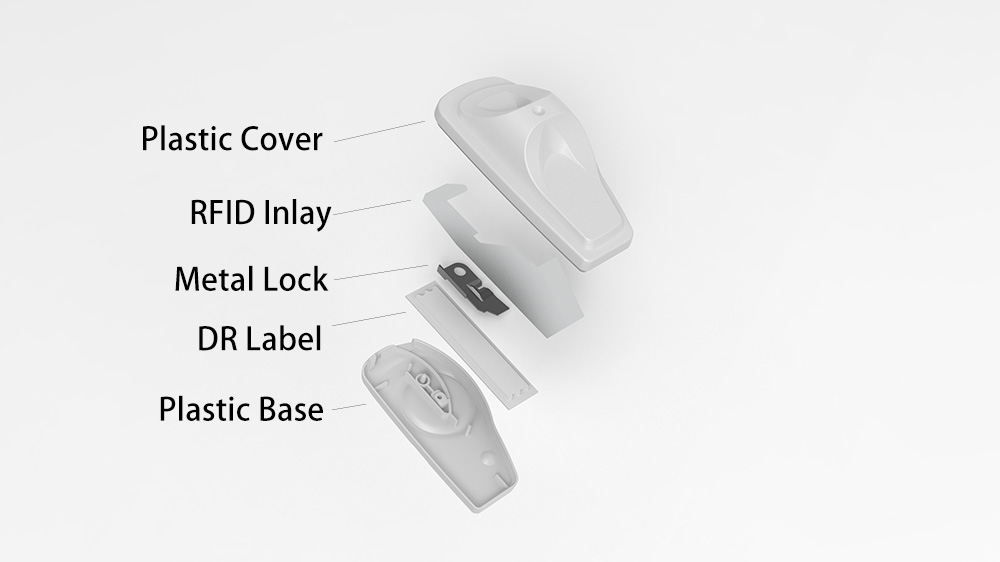 Plastic Cover
RFID Inlay
Metal Lock
DR Label
Plastic Base